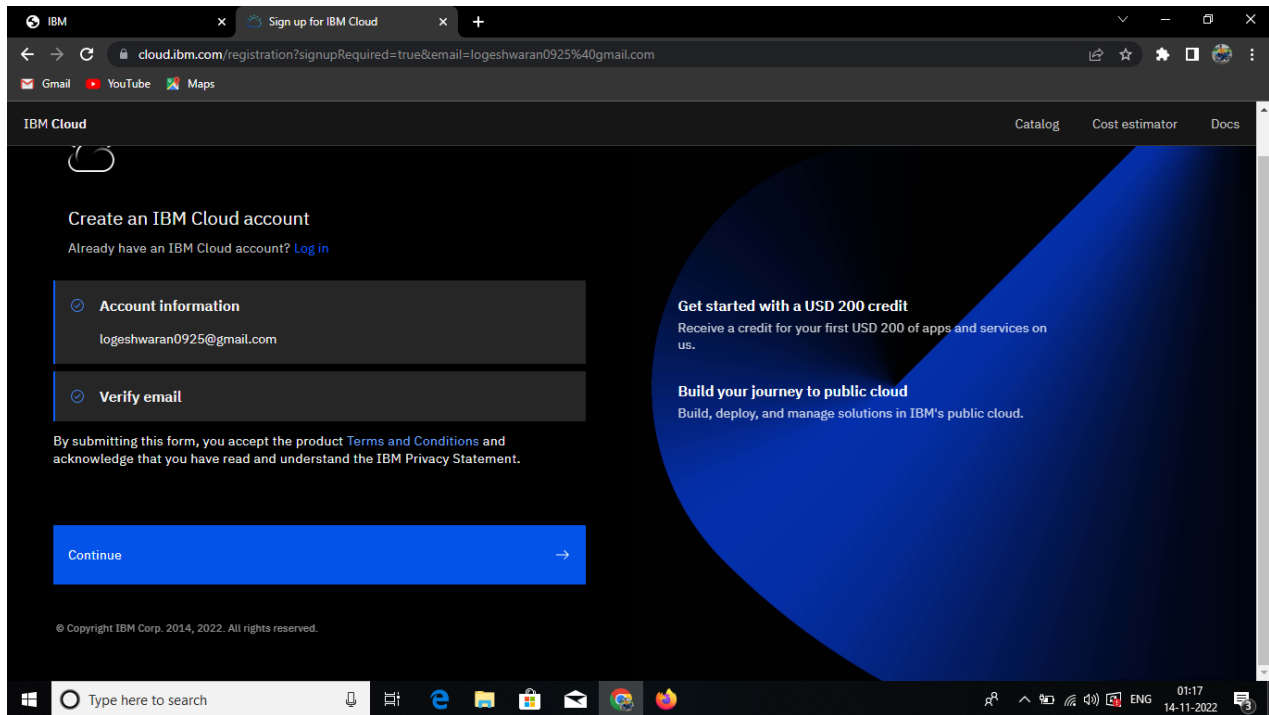 IBM
Sign up for IBM Cloud
cloud.ibm.com/registration?signupRequired=true&email=logeshwaran0925%40gmail.com
Gmail YouTube Maps
IBM Cloud Catalog Cost estimator Docs
Create an IBM Cloud account
Already have an IBM Cloud account? Log in
Account information
logeshwaran0925@gmail.com
Verify email
By submitting this form, you accept the product Terms and Conditions and
acknowledge that you have read and understand the IBM Privacy Statement.
Continue
© Copyright IBM Corp. 2014, 2022. All rights reserved.
Get started with a USD 200 credit
Receive a credit for your first USD 200 of apps and services on
us.
Build your journey to public cloud
Build, deploy, and manage solutions in IBM's public cloud.
Type here to search
ENG
01:17
14-11-2022
3